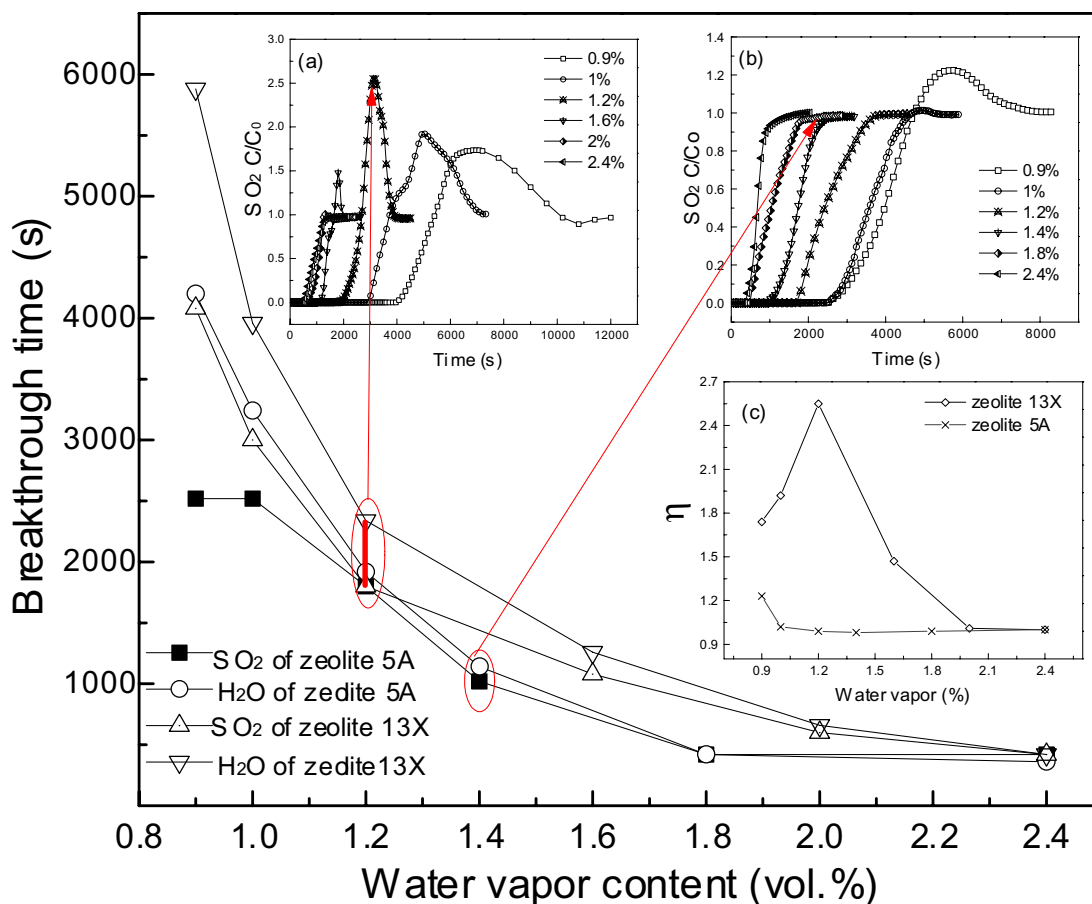 6000
5000
4000
3000
2000
1000
Breakthrough time (s)
0.8 1.0 1.2 1.4 1.6 1.8 2.0 2.2 2.4
Water vapor content (vol.%)
SO2 of zeolite 5A
H2O of zedite 5A
SO2 of zeolite 13X
H2O of zedite13X
(a)
3.0
2.5
2.0
1.5
1.0
0.5
0.0
SO2 C/C0
0 2000 4000 6000 8000 10000 12000
Time (s)
0.9%
1%
1.2%
1.6%
2%
2.4%
(b)
1.4
1.2
1.0
0.8
0.6
0.4
0.2
0.0
SO2 C/Co
0 2000 4000 6000 8000
Time (s)
0.9%
1%
1.2%
1.4%
1.8%
2.4%
(c)
2.7
2.4
2.1
1.8
1.5
1.2
0.9
η
0.9 1.2 1.5 1.8 2.1 2.4
Water vapor (%)
zeolite 13X
zeolite 5A